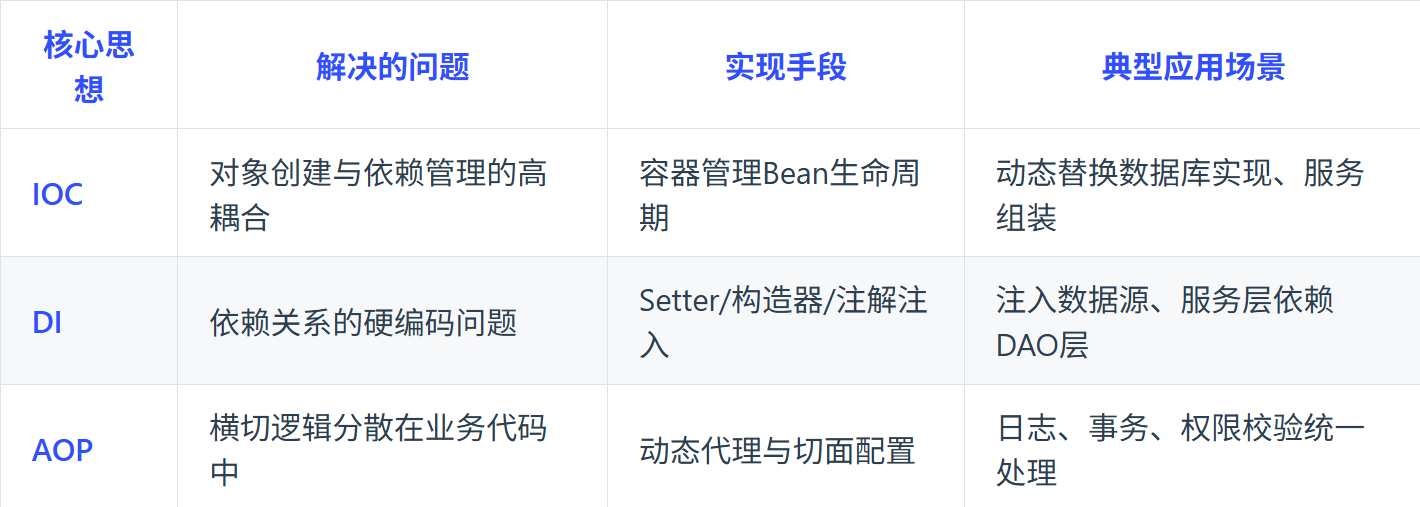 核心思
想
解决的问题
实现手段
典型应用场景
IOC
对象创建与依赖管理的高
耦合
容器管理Bean生命周
期
动态替换数据库实现、服务
组装
DI
依赖关系的硬编码问题
Setter/构造器/注解注
入
注入数据源、服务层依赖
DAO层
AOP
横切逻辑分散在业务代码
中
动态代理与切面配置
日志、事务、权限校验统一
处理